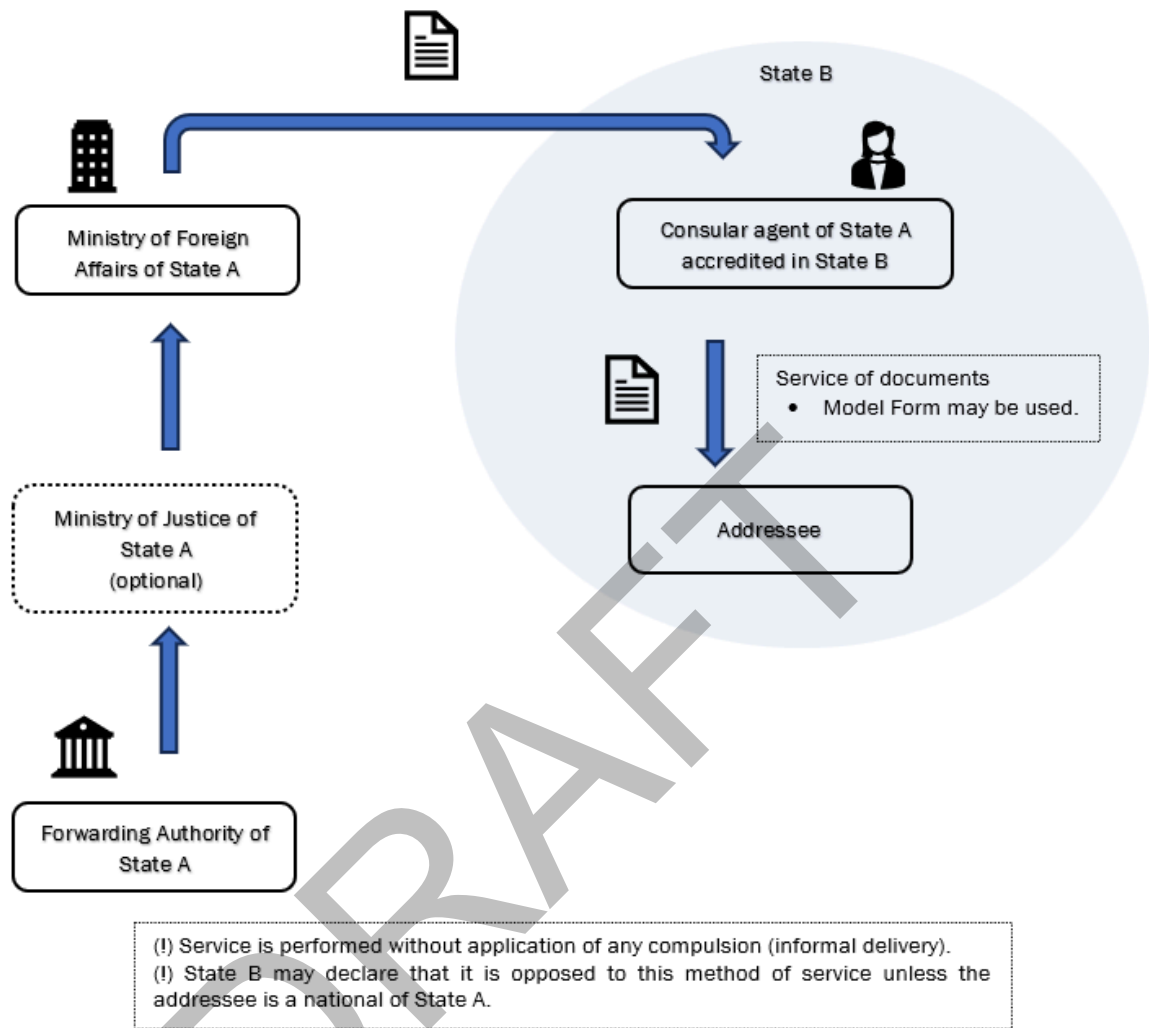 State B
Ministry of Foreign
Affairs of State A
Consular agent of State A
accredited in State B
Service of documents
• Model Form may be used.
Ministry of Justice of
State A
(optional)
Addressee
Forwarding Authority of
State A
(!) Service is performed without application of any compulsion (informal delivery).
(!) State B may declare that it is opposed to this method of service unless the
addressee is a national of State A.
DRAFT